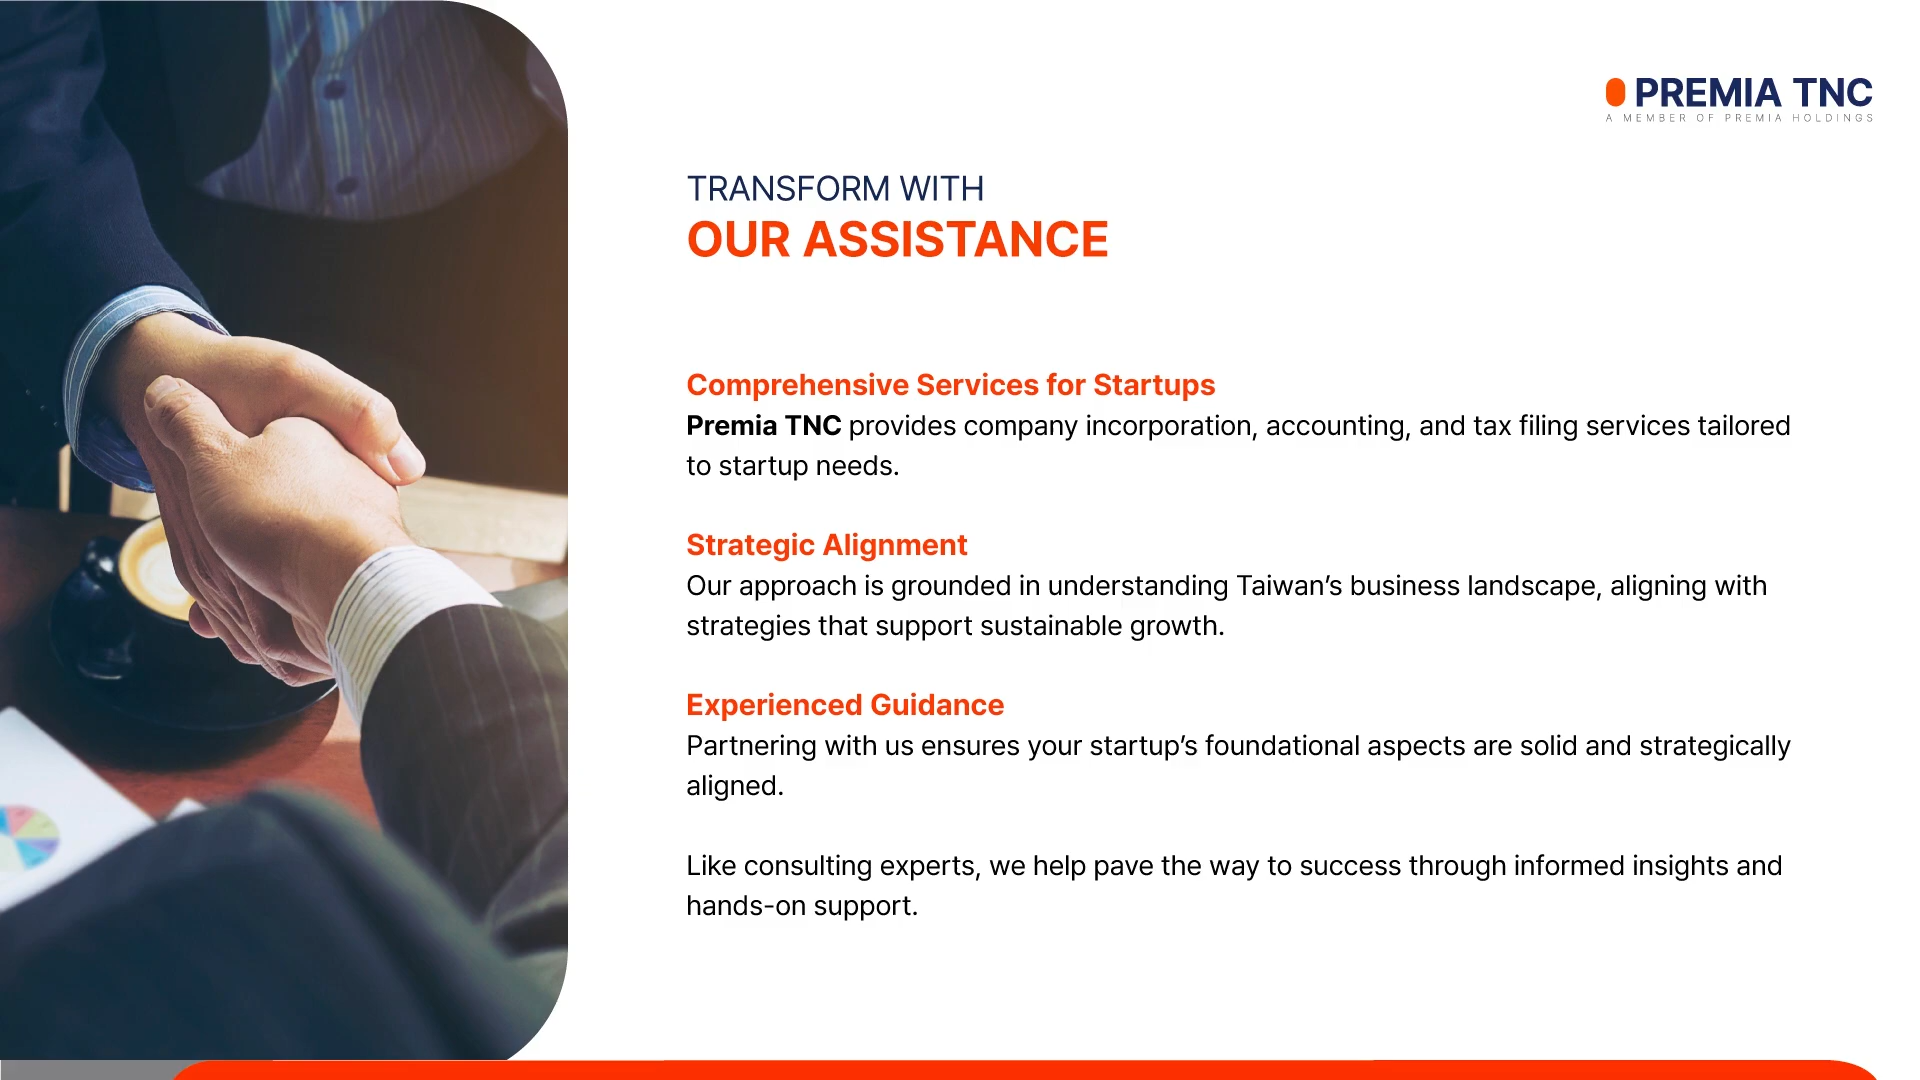 PREMIA TNC
A MEMBER OF PREMIA HOLDINGS
TRANSFORM WITH
OUR ASSISTANCE
Comprehensive Services for Startups
Premia TNC provides company incorporation, accounting, and tax filing services tailored
to startup needs.
Strategic Alignment
Our approach is grounded in understanding Taiwan’s business landscape, aligning with
strategies that support sustainable growth.
Experienced Guidance
Partnering with us ensures your startup’s foundational aspects are solid and strategically
aligned.
Like consulting experts, we help pave the way to success through informed insights and
hands-on support.